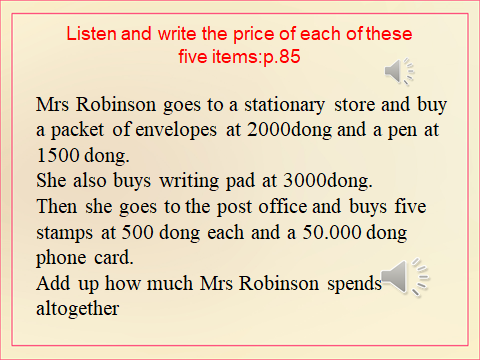 Listen and write the price of each of these
five items:p.85
Mrs Robinson goes to a stationary store and buy
a packet of envelopes at 2000dong and a pen at
1500 dong.
She also buys writing pad at 3000dong.
Then she goes to the post office and buys five
stamps at 500 dong each and a 50.000 dong
phone card.
Add up how much Mrs Robinson spends
altogether